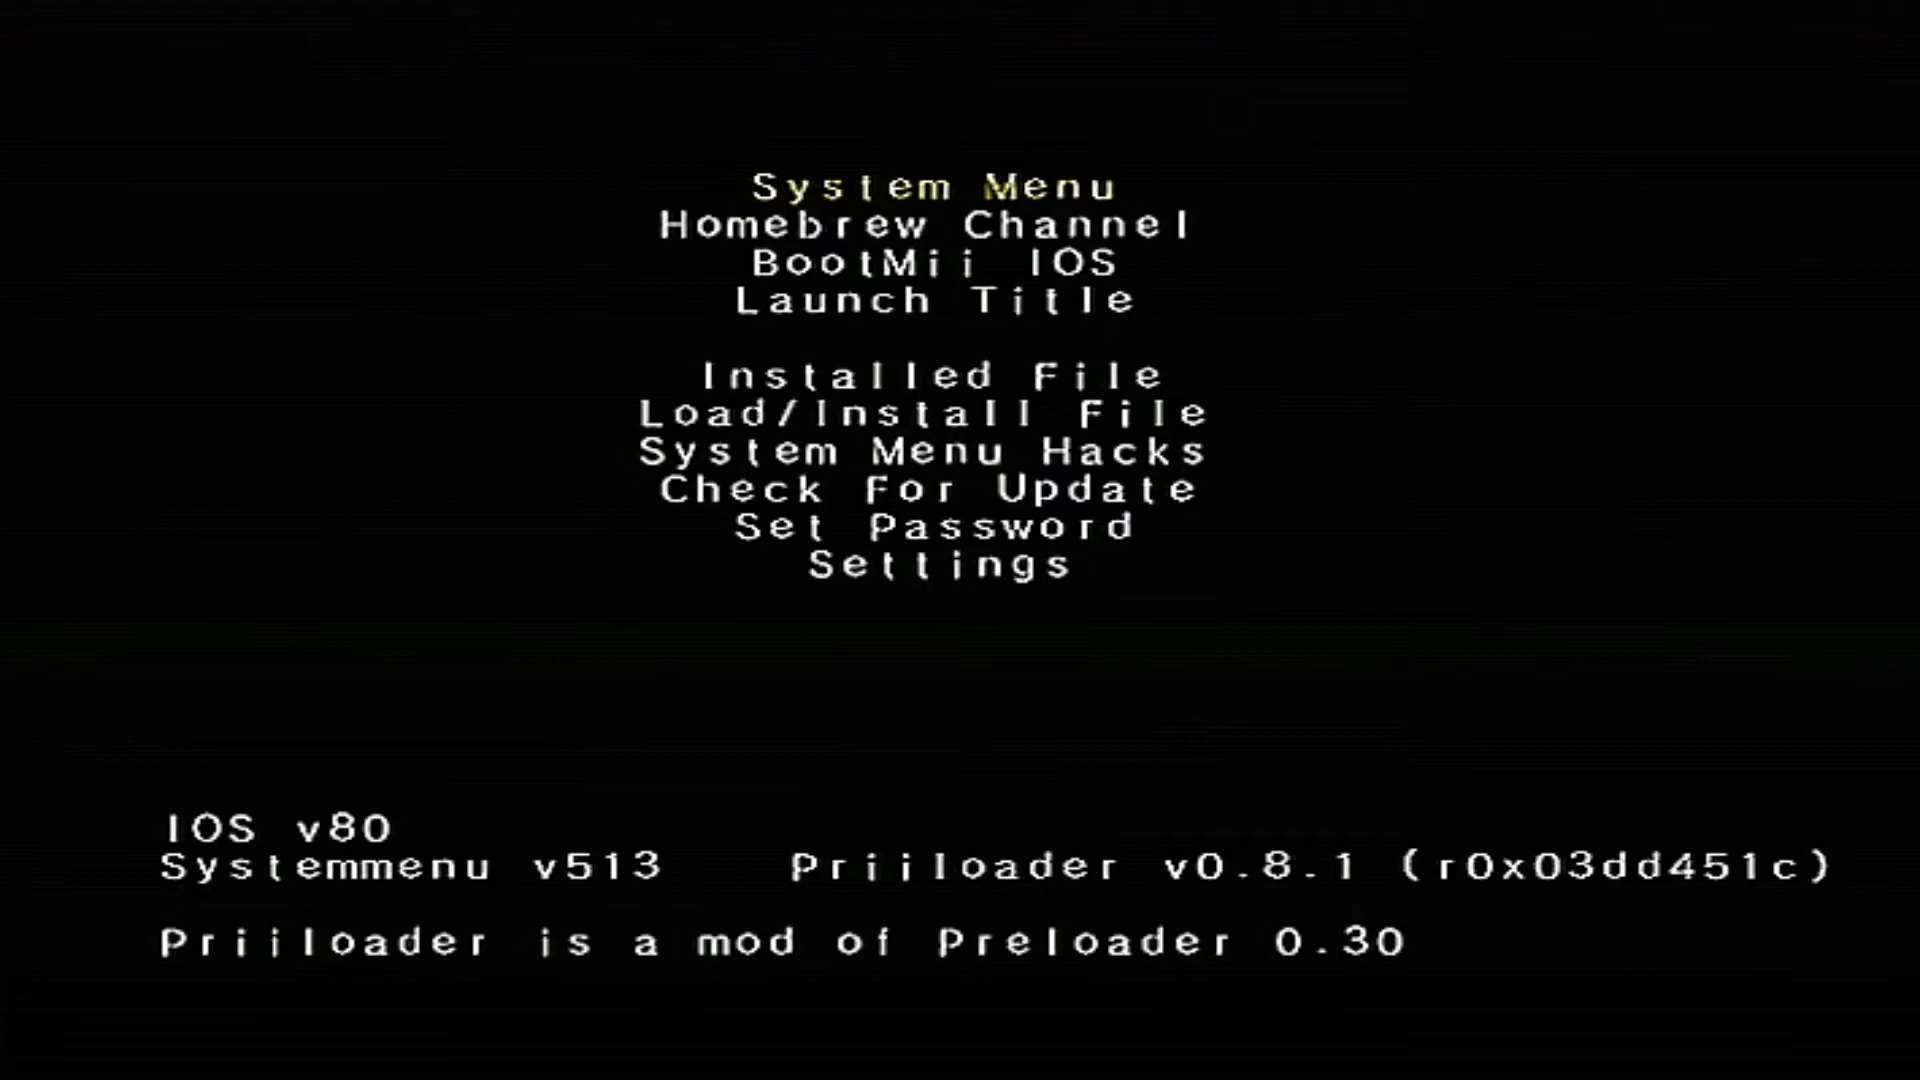 System Menu
Homebrew Channel
BootMii IOS
Launch Title
Installed File
Load/Install File
System Menu Hacks
Check For Update
Set Password
Settings
IOS v80
Systemmenu v513 Priiloader v0.8.1 (r0x03dd451c)
Priiloader is a mod of Preloader 0.30